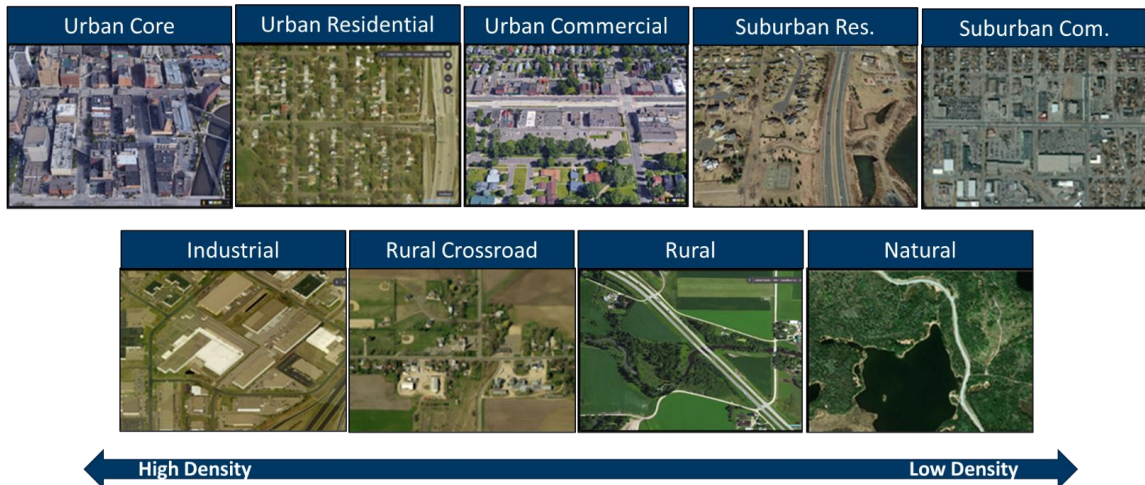 Urban Core
Urban Residential
Urban Commercial
Suburban Res.
Suburban Com.
Industrial
Rural Crossroad
Rural
Natural
High Density
Low Density